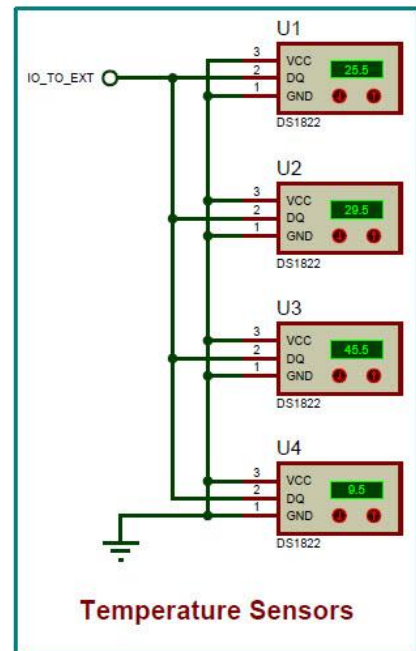 U1
3 VCC 25.5
IO_TO_EXT 2 DQ
1 GND
DS1822
U2
3 VCC 29.5
2 DQ
1 GND
DS1822
U3
3 VCC 45.5
2 DQ
1 GND
DS1822
U4
3 VCC 9.5
2 DQ
1 GND
DS1822
Temperature Sensors